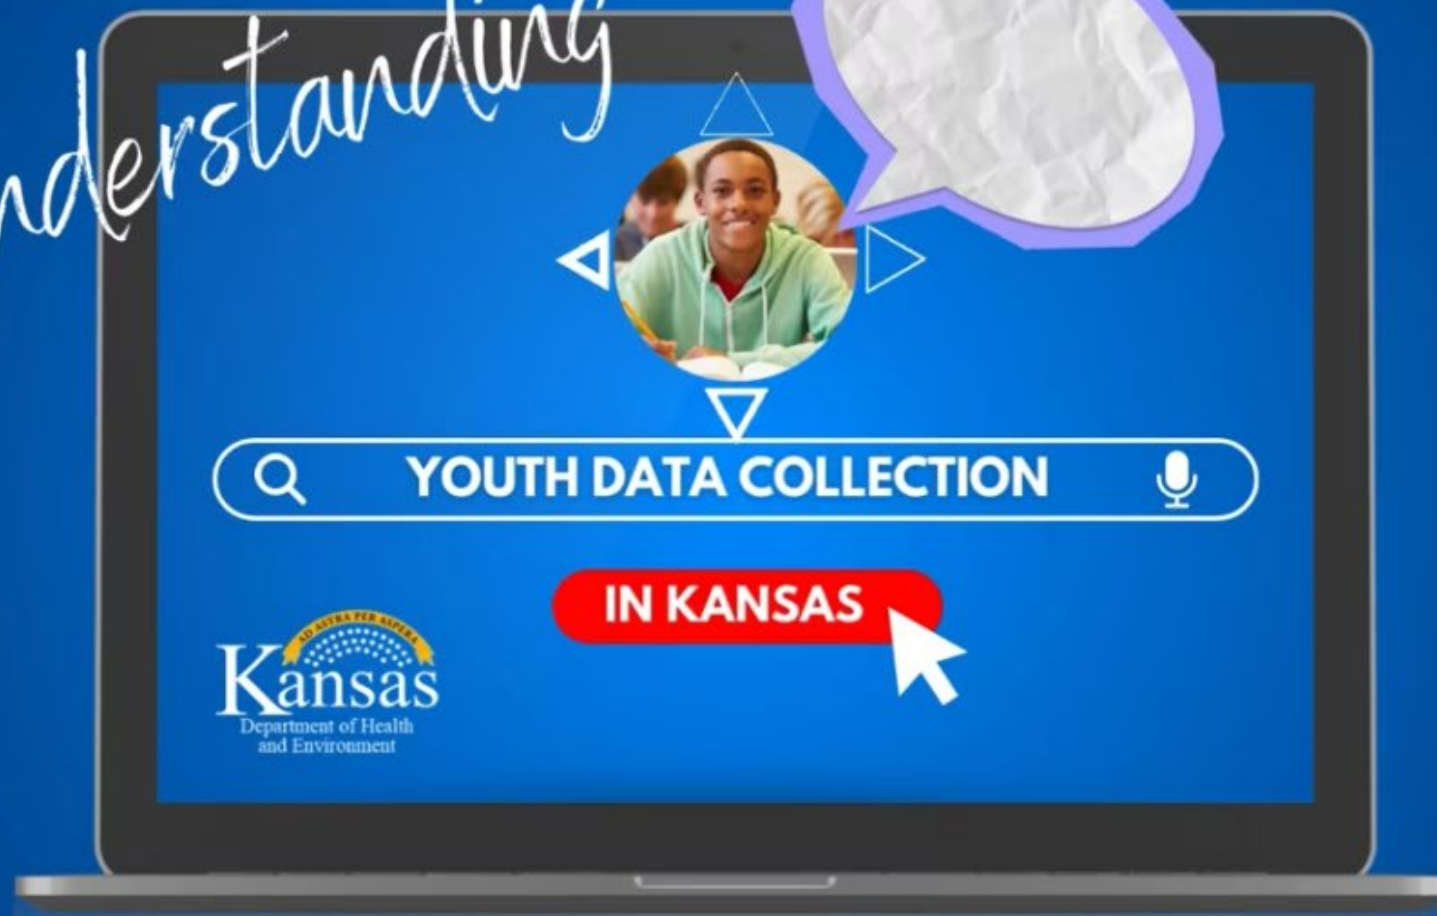 nderstanding
YOUTH DATA COLLECTION
IN KANSAS
AD ASTRA PER ASPERA
Kansas
Department of Health
and Environment